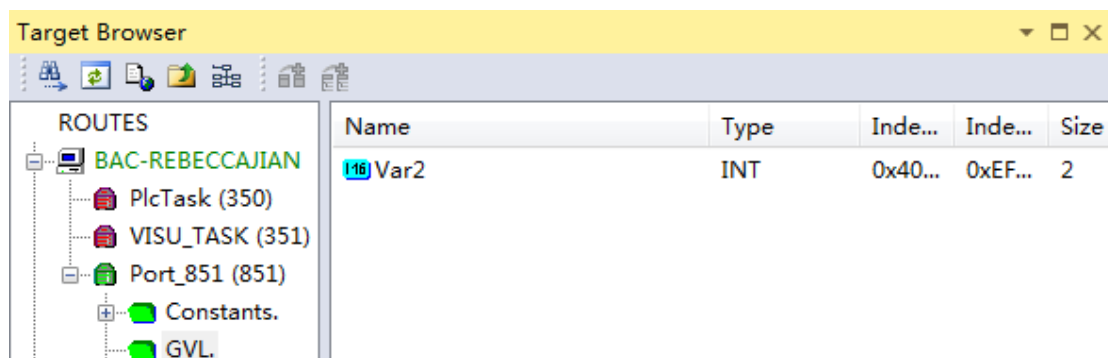 Target Browser
ROUTES
BAC-REBECCAJIAN
PlcTask (350)
VISU_TASK (351)
Port_851 (851)
Constants.
GVL.
Name Type Inde... Inde... Size
I16 Var2 INT 0x40... 0xEF... 2